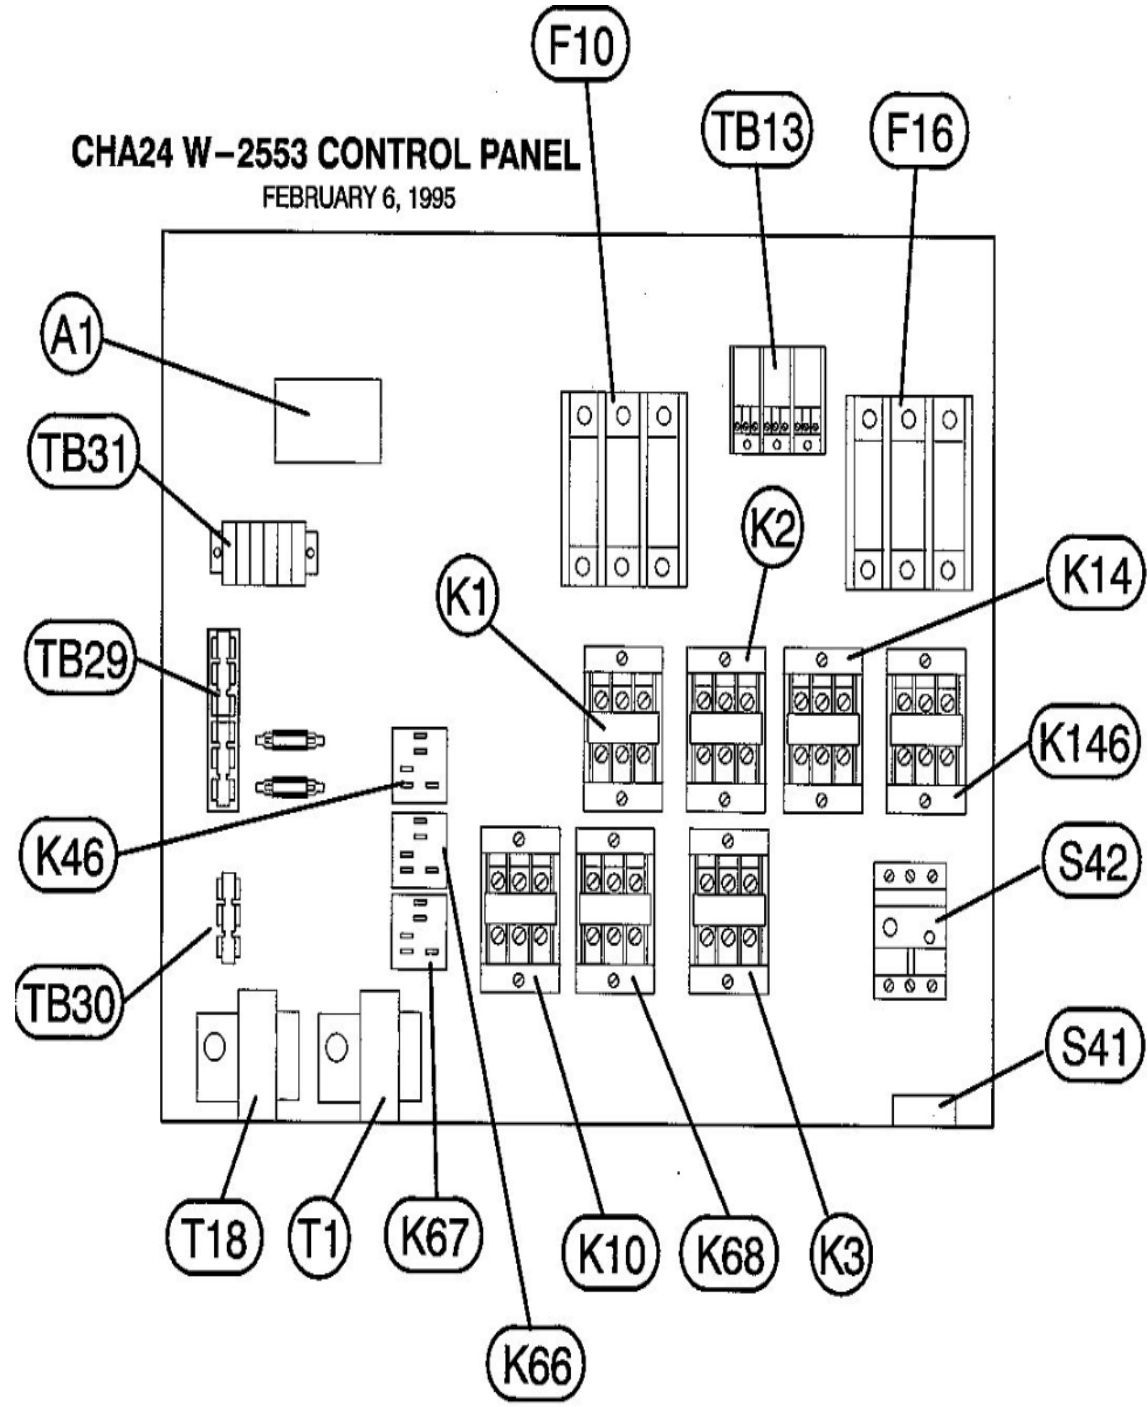 F10
TB13
F16
CHA24 W-2553 CONTROL PANEL
FEBRUARY 6, 1995
A1
TB31
K2
K14
K1
TB29
K146
K46
S42
TB30
S41
T18
T1
K67
K10
K68
K3
K66